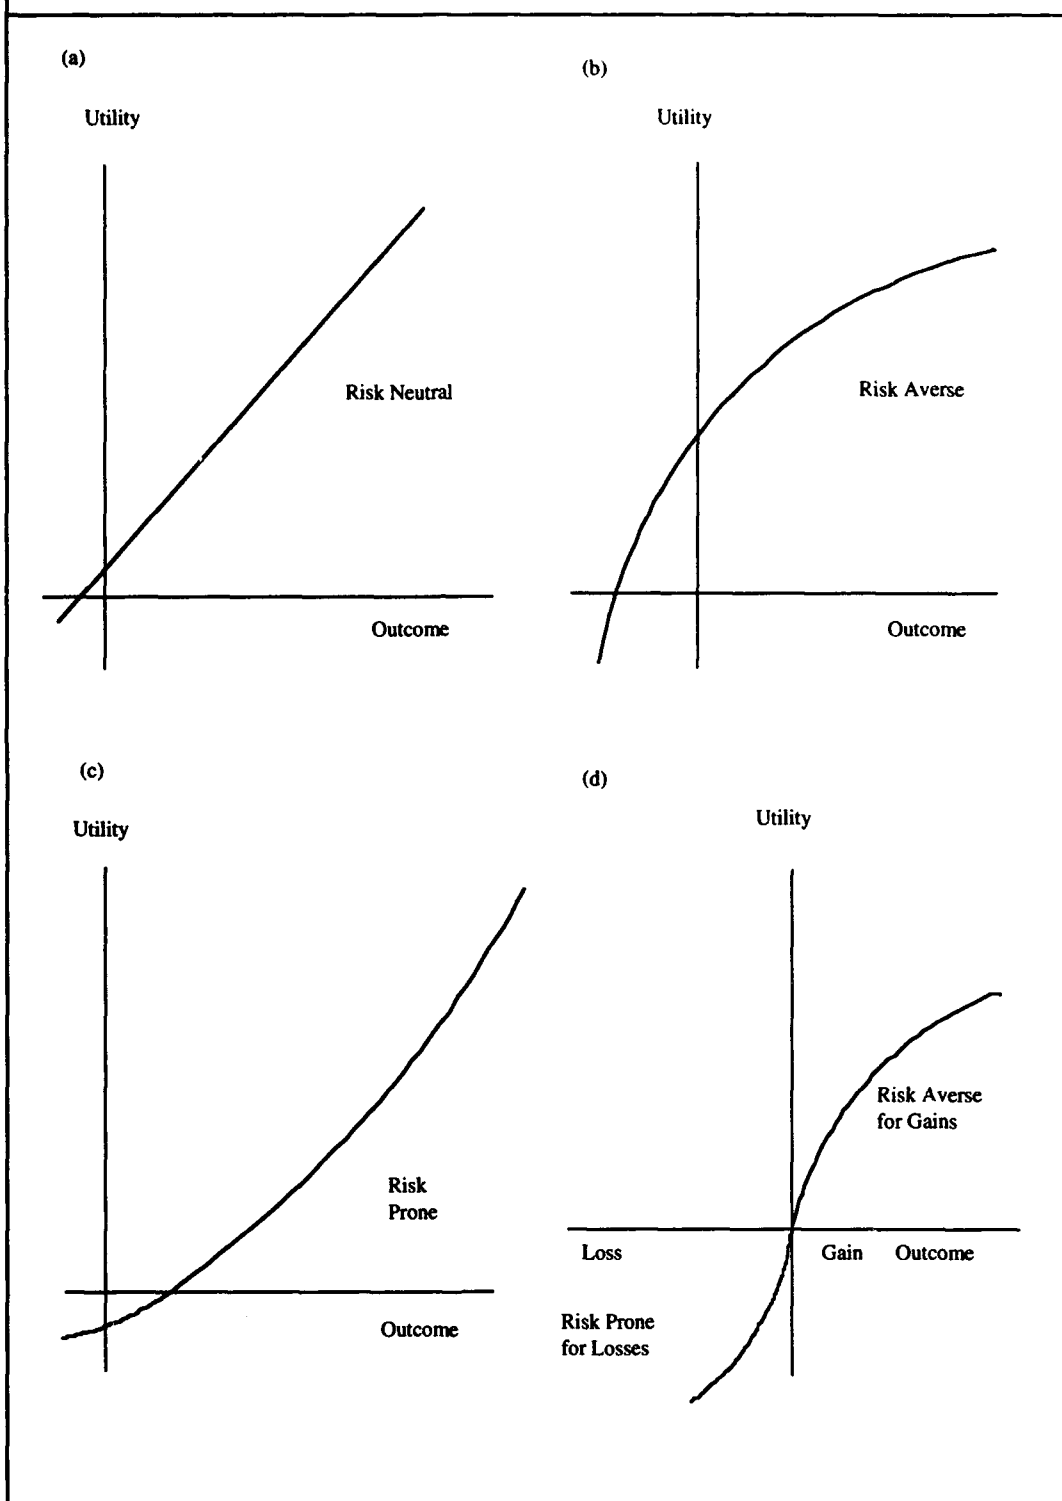 (a)
Utility
Risk Neutral
Outcome
(b)
Utility
Risk Averse
Outcome
(c)
Utility
Risk
Prone
Outcome
(d)
Utility
Risk Averse
for Gains
Loss
Gain
Outcome
Risk Prone
for Losses